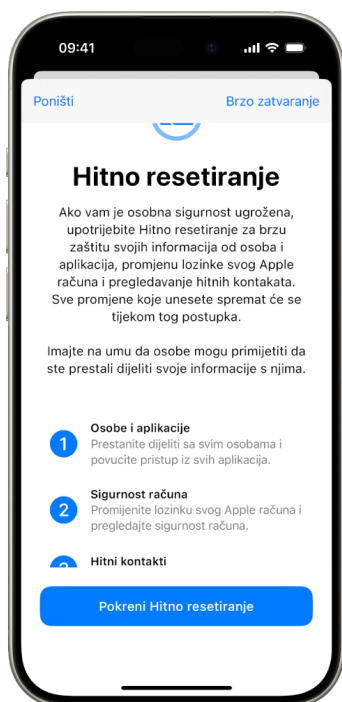 09:41
Poništi
Brzo zatvaranje
Hitno resetiranje
Ako vam je osobna sigurnost ugrožena,
upotrijebite Hitno resetiranje za brzu
zaštitu svojih informacija od osoba i
aplikacija, promjenu lozinke svog Apple
računa i pregledavanje hitnih kontakata.
Sve promjene koje unesete spremat će se
tijekom tog postupka.
Imajte na umu da osobe mogu primijetiti da
ste prestali dijeliti svoje informacije s njima.
1
Osobe i aplikacije
Prestanite dijeliti sa svim osobama i
povucite pristup iz svih aplikacija.
2
Sigurnost računa
Promijenite lozinku svog Apple računa i
pregledajte sigurnost računa.
3
Hitni kontakti
Pokreni Hitno resetiranje